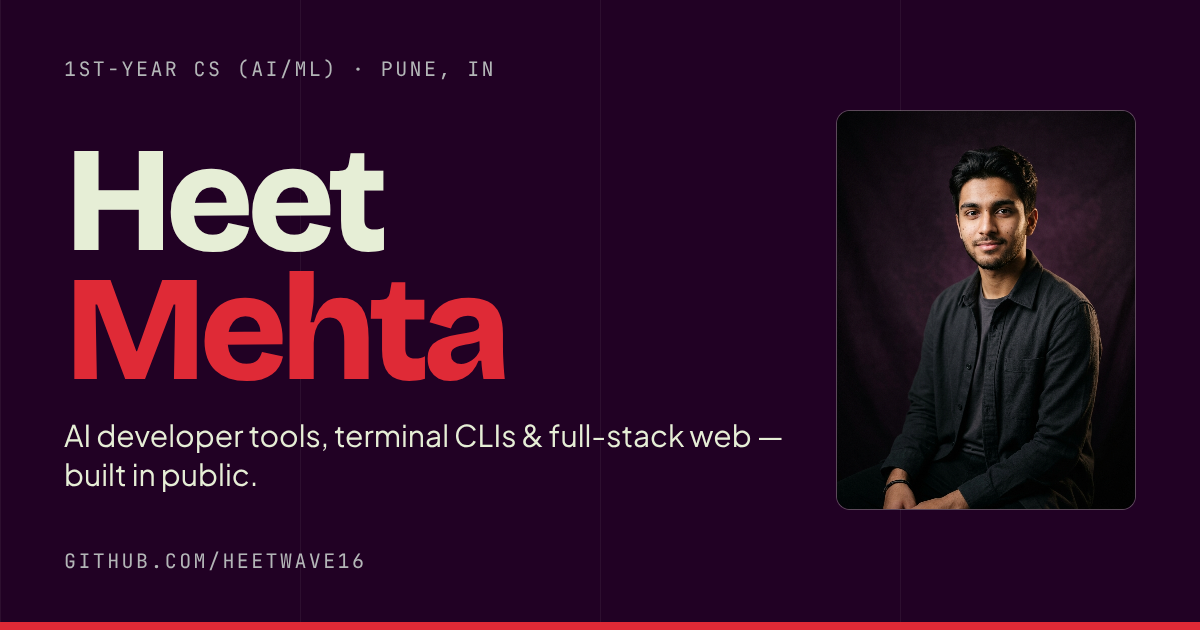 1ST-YEAR CS (AI/ML) · PUNE, IN
Heet
Mehta
AI developer tools, terminal CLIs & full-stack web —
built in public.
GITHUB.COM/HEETWAVE16